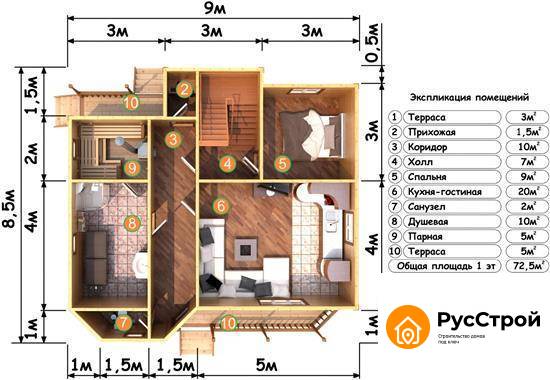 9м
3м 3м 3м
0,5м
1,5м
2м
8,5м
4м
1м
3м
4м
1м
10
2
3
4
5
9
6
8
7
10
1м 1,5м 1,5м 5м
Экспликация помещений
1 Терраса 3м²
2 Прихожая 1,5м²
3 Коридор 10м²
4 Холл 7м²
5 Спальня 9м²
6 Кухня-гостиная 20м²
7 Санузел 2м²
8 Душевая 10м²
9 Парная 5м²
10 Терраса 5м²
Общая площадь 1 эт 72,5м²
РусСтрой
Строительство домов
под ключ